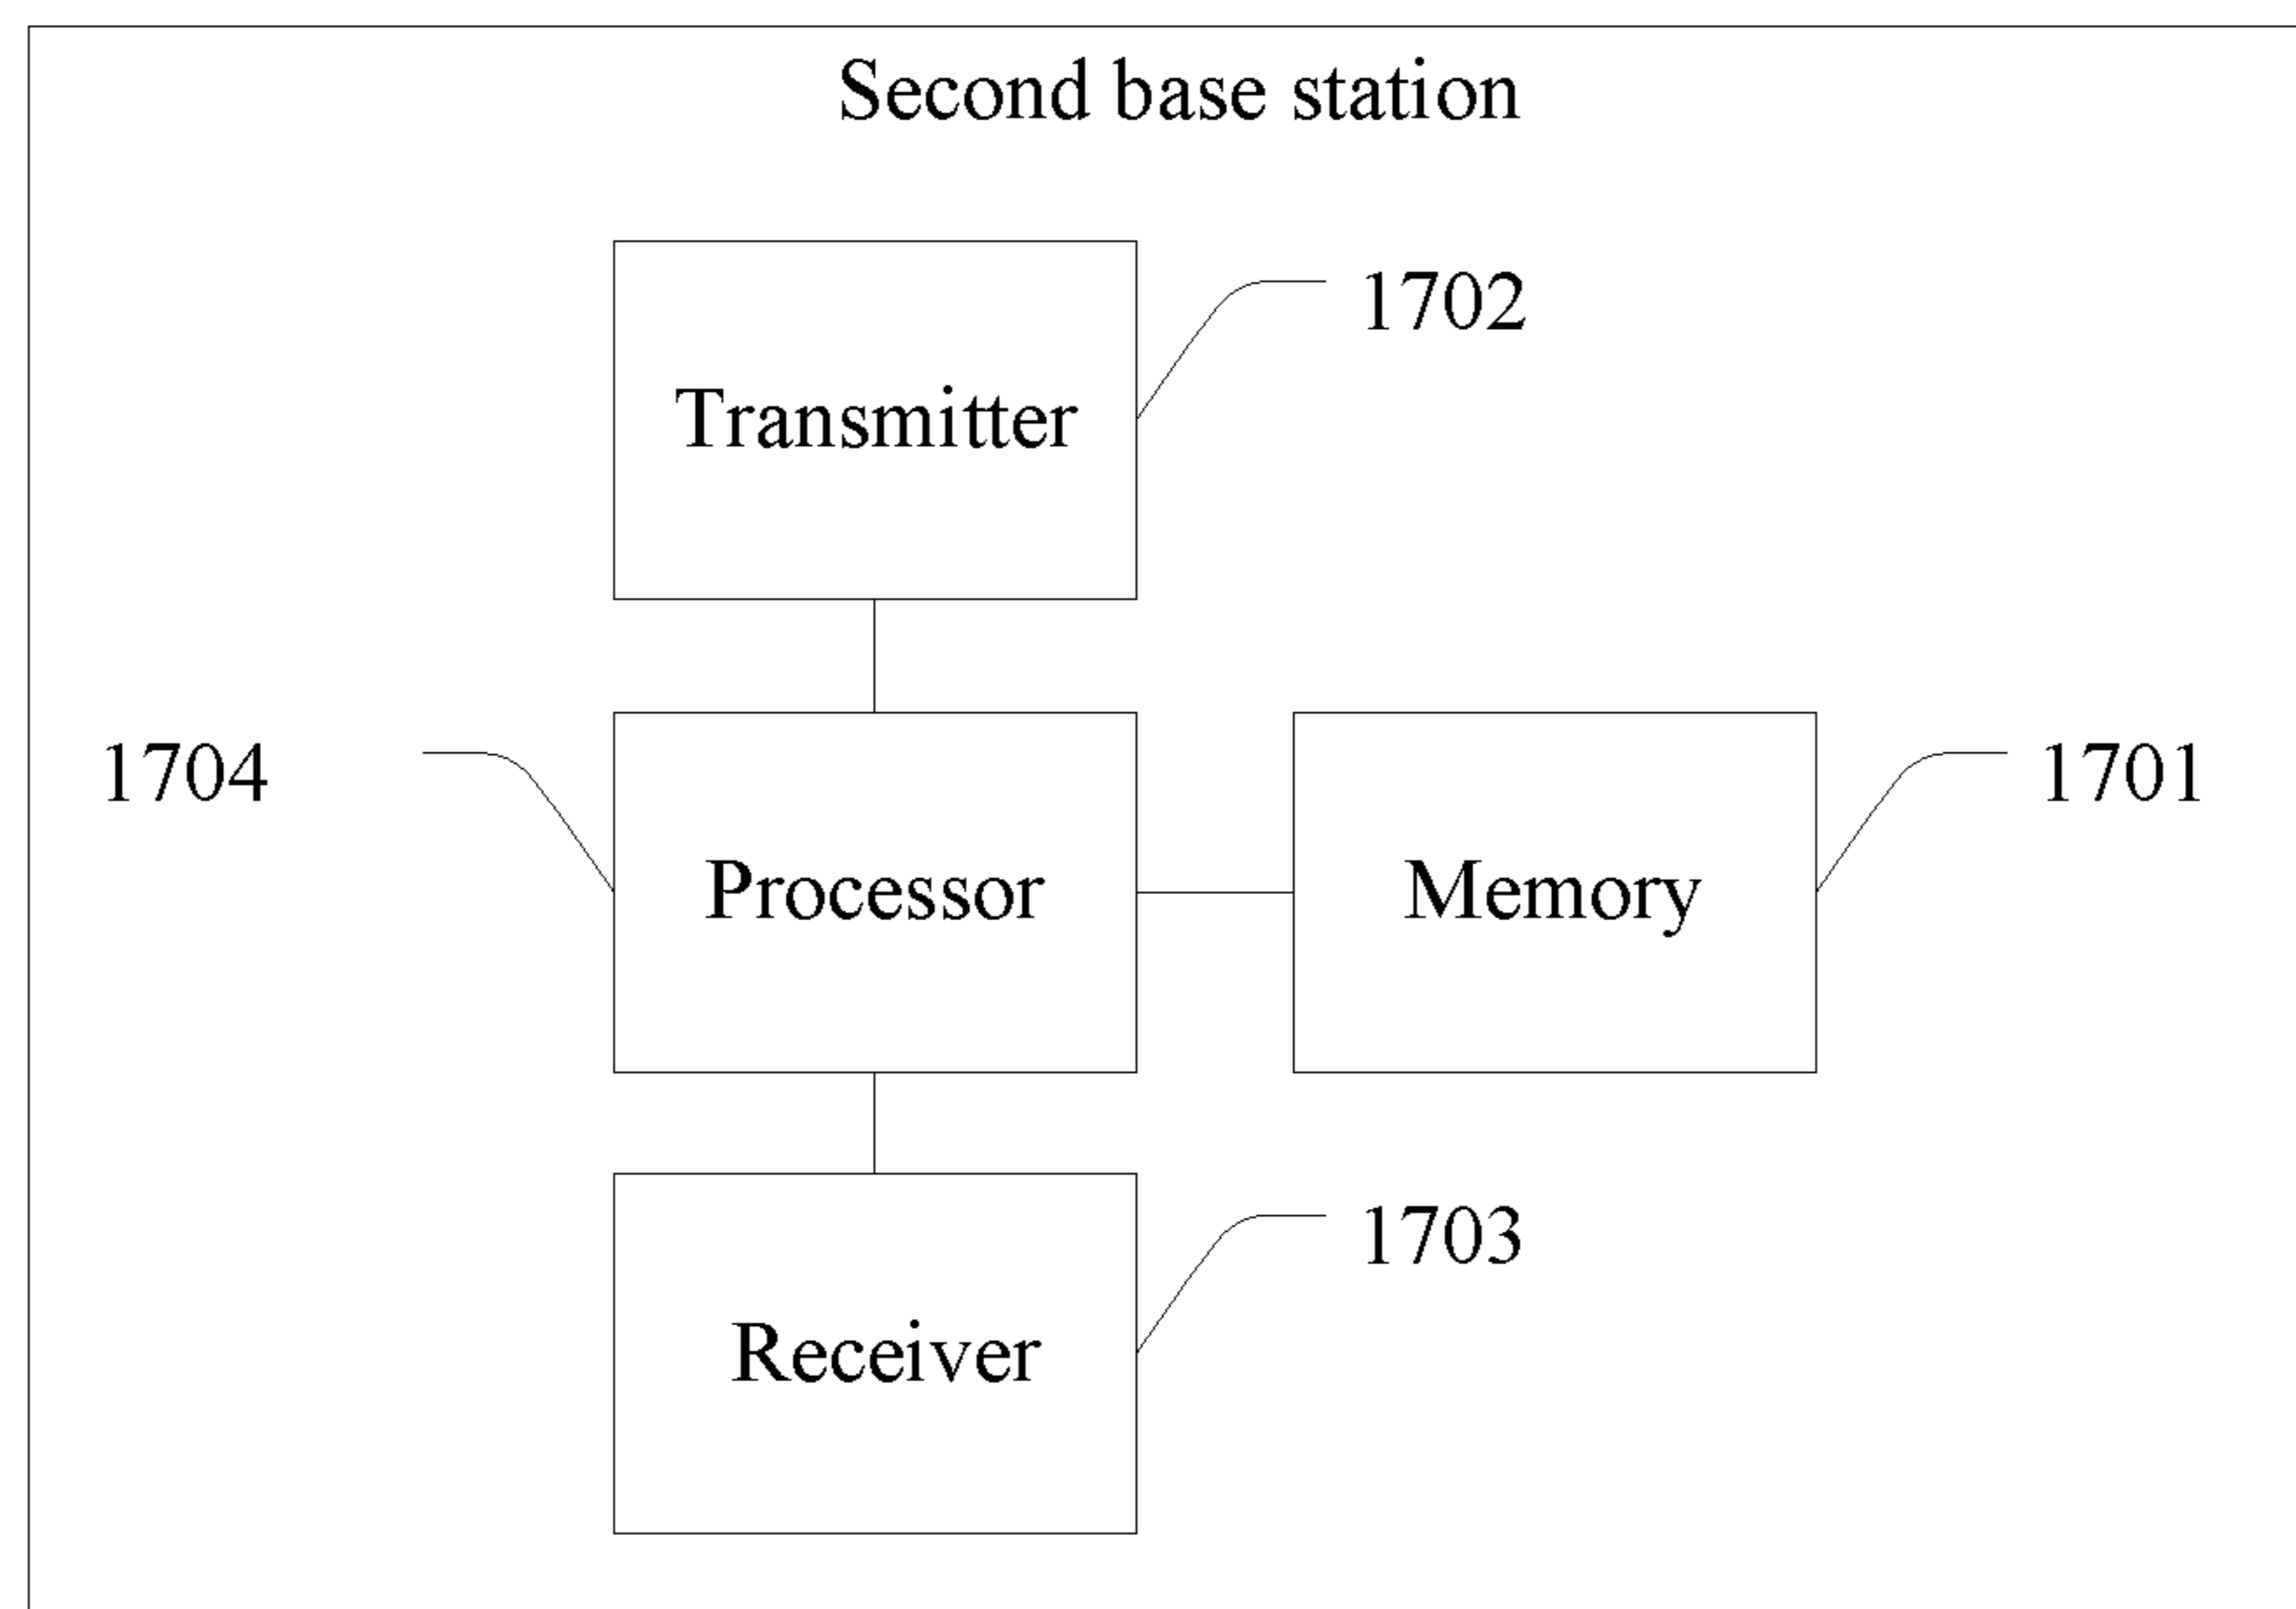 Second base station
1702
Transmitter
1704
1701
Processor
Memory
1703
Receiver